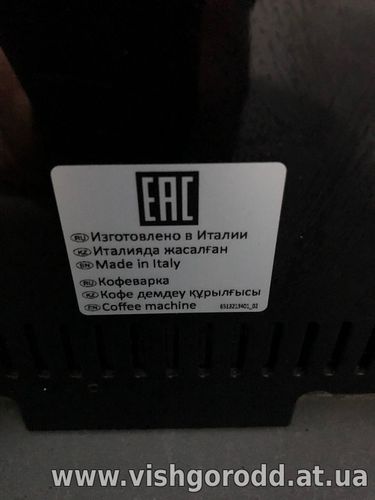 EAC
RU Изготовлено в Италии
KZ Италияда жасалған
EN Made in Italy
RU Кофеварка
KZ Кофе демдеу құрылғысы
EN Coffee machine 6513213401_02
www.vishgorodd.at.ua